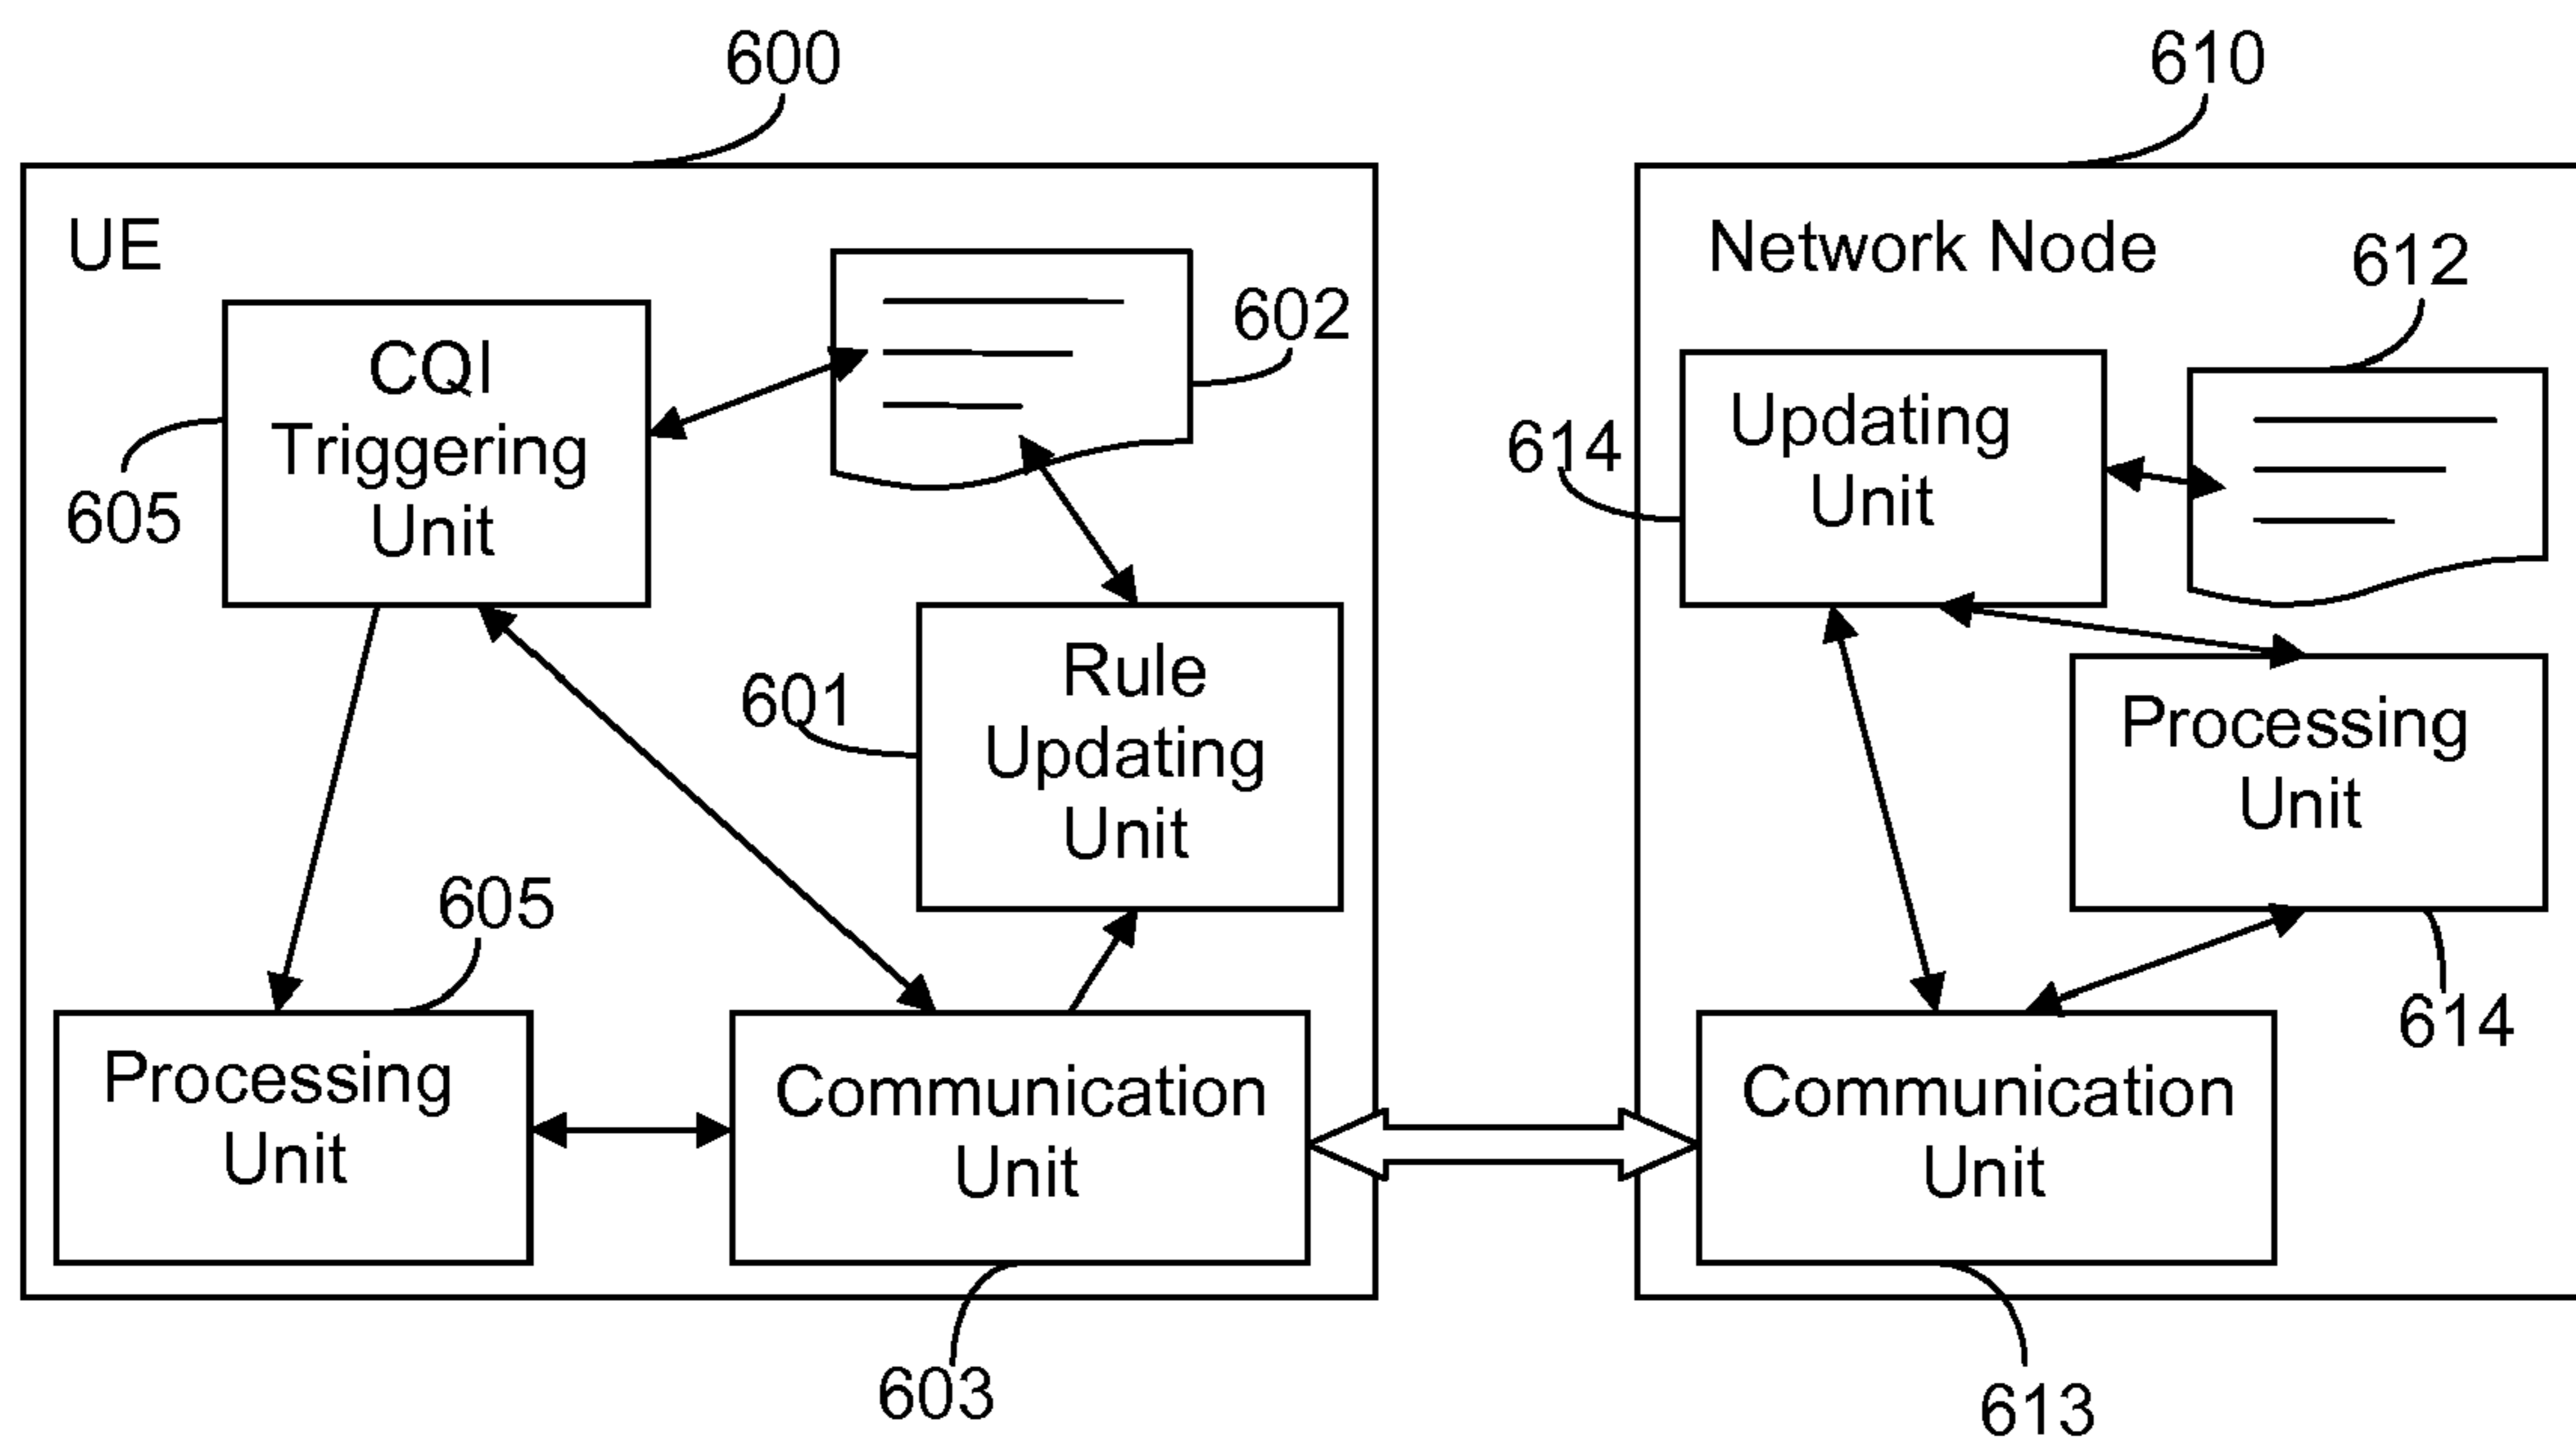 600
610
UE
Network Node
612
602
CQI
Triggering
Unit
605
Updating
Unit
614
Rule
Updating
Unit
601
Processing
Unit
614
605
Processing
Unit
Communication
Unit
Communication
Unit
603
613